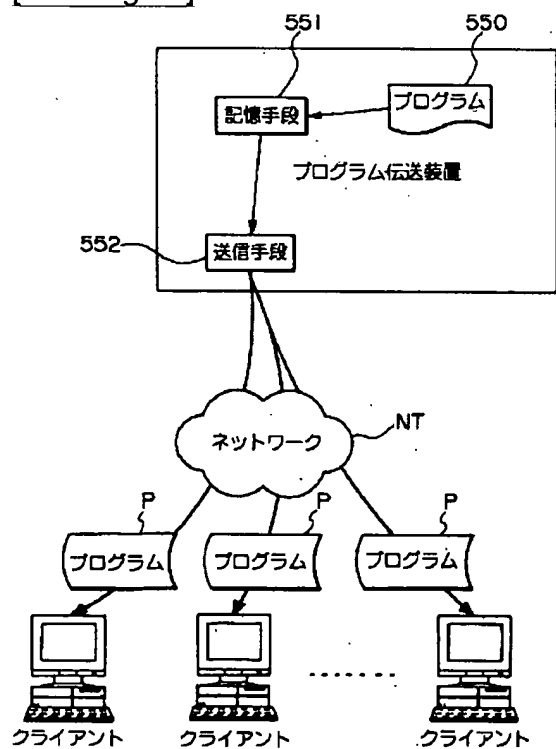 551
550
プログラム
記憶手段
プログラム伝送装置
552
送信手段
ネットワーク
NT
P
P
P
プログラム
プログラム
プログラム
クライアント
クライアント
クライアント